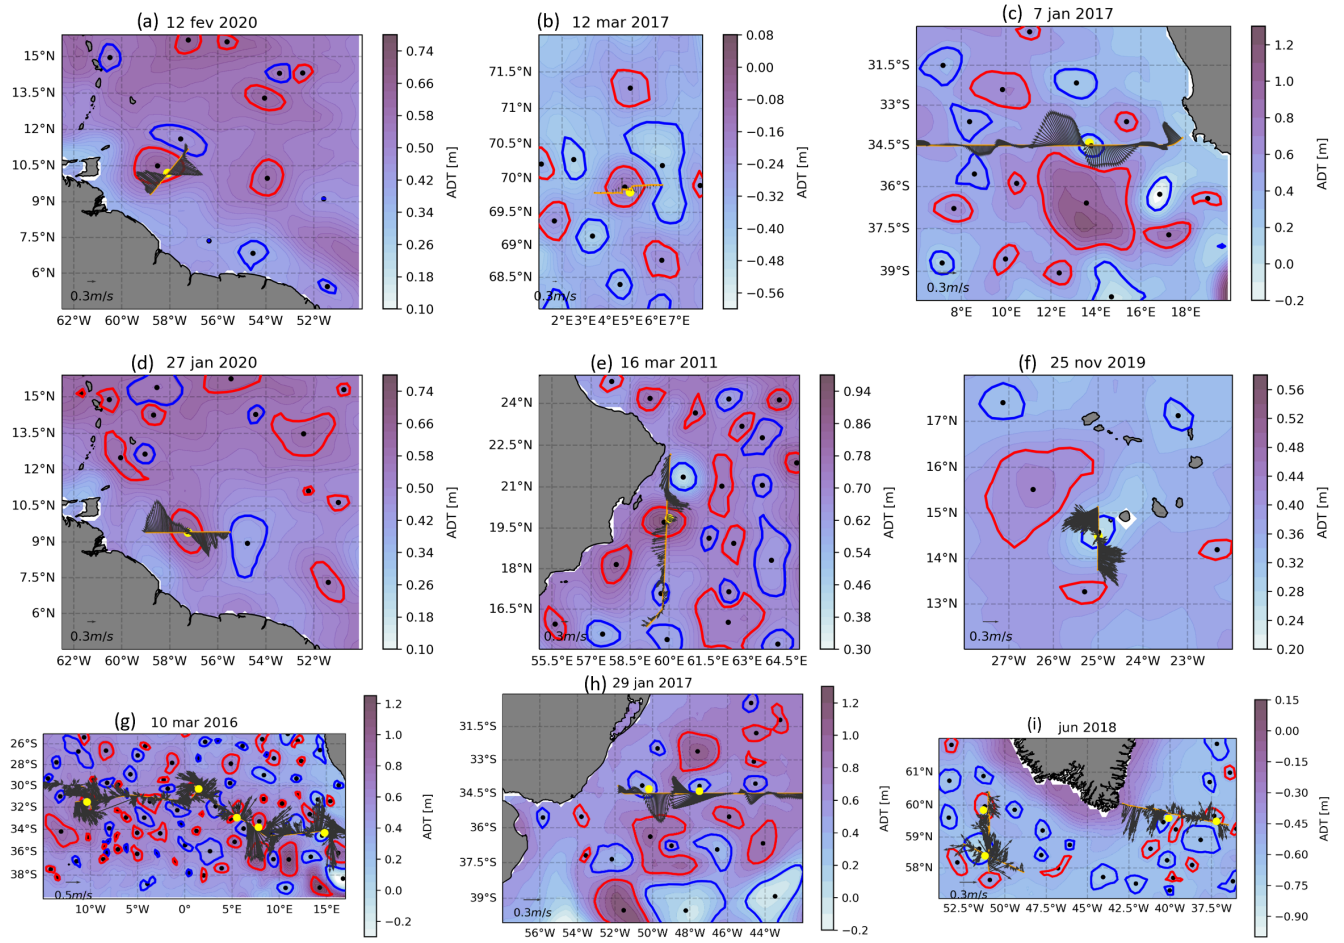 (a) 12 fev 2020
15°N
13.5°N
12°N
10.5°N
9°N
7.5°N
6°N
0.3m/s
62°W 60°W 58°W 56°W 54°W 52°W
0.74
0.66
0.58
0.50
0.42
0.34
0.26
0.18
0.10
ADT [m]
(b) 12 mar 2017
71.5°N
71°N
70.5°N
70°N
69.5°N
69°N
68.5°N
0.3m/s
2°E 3°E 4°E 5°E 6°E 7°E
0.08
0.00
−0.08
−0.16
−0.24
−0.32
−0.40
−0.48
−0.56
ADT [m]
(c) 7 jan 2017
31.5°S
33°S
34.5°S
36°S
37.5°S
39°S
0.3m/s
8°E 10°E 12°E 14°E 16°E 18°E
1.2
1.0
0.8
0.6
0.4
0.2
0.0
−0.2
ADT [m]
(d) 27 jan 2020
15°N
13.5°N
12°N
10.5°N
9°N
7.5°N
6°N
0.3m/s
62°W 60°W 58°W 56°W 54°W 52°W
0.74
0.66
0.58
0.50
0.42
0.34
0.26
0.18
0.10
ADT [m]
(e) 16 mar 2011
24°N
22.5°N
21°N
19.5°N
18°N
16.5°N
0.3m/s
55.5°E 57°E 58.5°E 60°E 61.5°E 63°E 64.5°E
0.94
0.86
0.78
0.70
0.62
0.54
0.46
0.38
0.30
ADT [m]
(f) 25 nov 2019
17°N
16°N
15°N
14°N
13°N
0.3m/s
27°W 26°W 25°W 24°W 23°W 22°W
0.56
0.52
0.48
0.44
0.40
0.36
0.32
0.28
0.24
0.20
ADT [m]
(g) 10 mar 2016
26°S
28°S
30°S
32°S
34°S
36°S
38°S
0.5m/s
10°W 5°W 0° 5°E 10°E 15°E
1.2
1.0
0.8
0.6
0.4
0.2
0.0
−0.2
ADT [m]
(h) 29 jan 2017
31.5°S
33°S
34.5°S
36°S
37.5°S
39°S
0.3m/s
56°W 54°W 52°W 50°W 48°W 46°W 44°W
1.2
1.0
0.8
0.6
0.4
0.2
0.0
−0.2
ADT [m]
(i) jun 2018
61°N
60°N
59°N
58°N
0.3m/s
52.5°W 50°W 47.5°W 45°W 42.5°W 40°W 37.5°W
0.15
0.00
−0.15
−0.30
−0.45
−0.60
−0.75
−0.90
ADT [m]